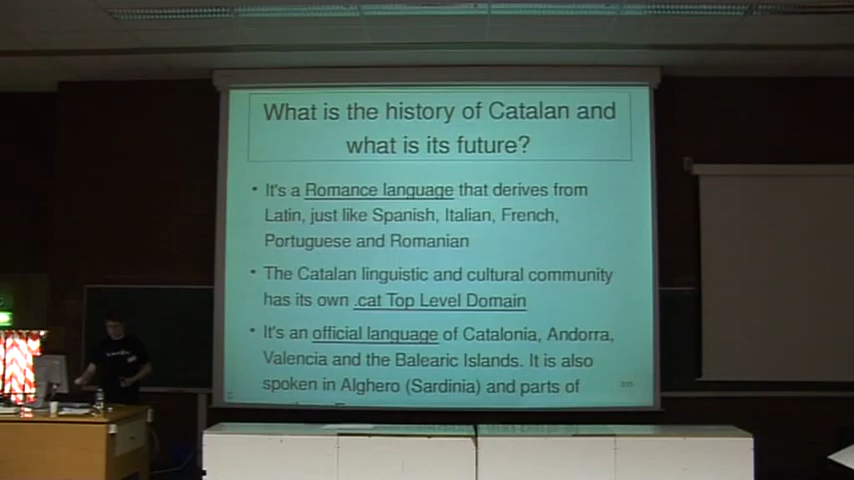 What is the history of Catalan and
what is its future?
• It's a Romance language that derives from
Latin, just like Spanish, Italian, French,
Portuguese and Romanian
• The Catalan linguistic and cultural community
has its own .cat Top Level Domain
• It's an official language of Catalonia, Andorra,
Valencia and the Balearic Islands. It is also
spoken in Alghero (Sardinia) and parts of